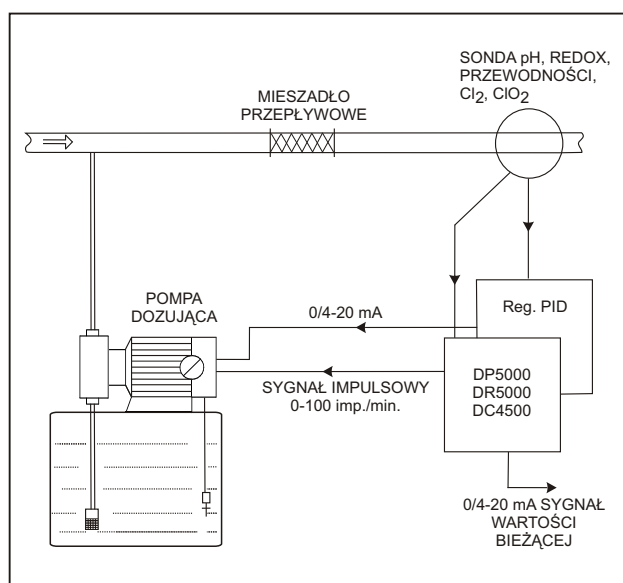 SONDA pH, REDOX,
PRZEWODNOŚCI,
Cl₂, ClO₂
MIESZADŁO
PRZEPŁYWOWE
POMPA
DOZUJĄCA
0/4-20 mA
Reg. PID
SYGNAŁ IMPULSOWY
0-100 imp./min.
DP5000
DR5000
DC4500
0/4-20 mA SYGNAŁ
WARTOŚCI
BIEŻĄCEJ